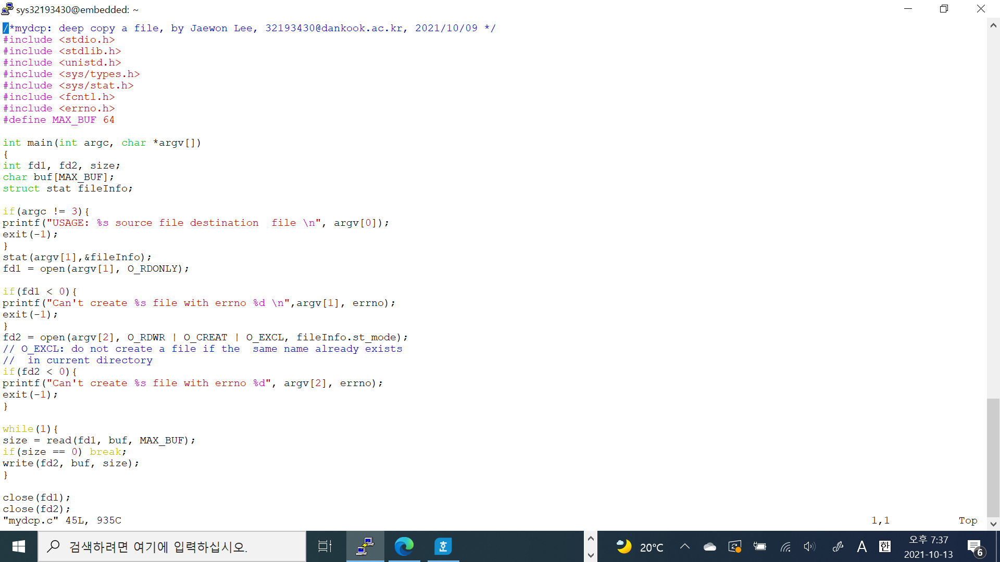 sys32193430@embedded: ~
/*mydcp: deep copy a file, by Jaewon Lee, 32193430@dankook.ac.kr, 2021/10/09 */
#include <stdio.h>
#include <stdlib.h>
#include <unistd.h>
#include <sys/types.h>
#include <sys/stat.h>
#include <fcntl.h>
#include <errno.h>
#define MAX_BUF 64
int main(int argc, char *argv[])
{
int fd1, fd2, size;
char buf[MAX_BUF];
struct stat fileInfo;
if(argc != 3){
printf("USAGE: %s source file destination  file \n", argv[0]);
exit(-1);
}
stat(argv[1],&fileInfo);
fd1 = open(argv[1], O_RDONLY);
if(fd1 < 0){
printf("Can't create %s file with errno %d \n",argv[1], errno);
exit(-1);
}
fd2 = open(argv[2], O_RDWR | O_CREAT | O_EXCL, fileInfo.st_mode);
// O_EXCL: do not create a file if the  same name already exists
//  in current directory
if(fd2 < 0){
printf("Can't create %s file with errno %d", argv[2], errno);
exit(-1);
}
while(1){
size = read(fd1, buf, MAX_BUF);
if(size == 0) break;
write(fd2, buf, size);
}
close(fd1);
close(fd2);
"mydcp.c" 45L, 935C 1,1 Top
검색하려면 여기에 입력하십시오.
호
20°C
A
한
오후 7:37
2021-10-13
6